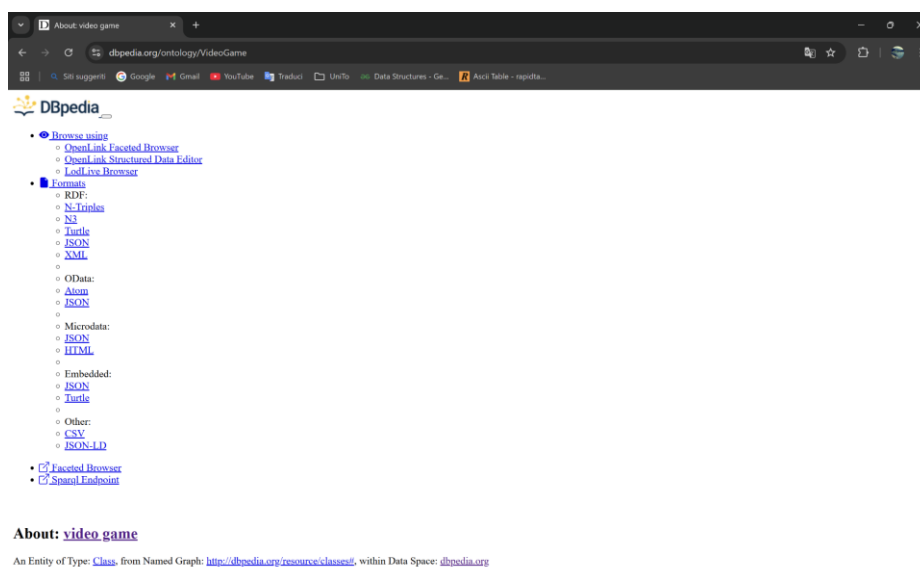 About: video game
dbpedia.org/ontology/VideoGame
Siti suggeriti Google Gmail YouTube Traduci UniTo Data Structures - Ge... Ascii Table - rapidta...
DBpedia
Browse using
OpenLink Faceted Browser
OpenLink Structured Data Editor
LodLive Browser
Formats
RDF:
N-Triples
N3
Turtle
JSON
XML
OData:
Atom
JSON
Microdata:
JSON
HTML
Embedded:
JSON
Turtle
Other:
CSV
JSON-LD
Faceted Browser
Sparql Endpoint
About: video game
An Entity of Type: Class, from Named Graph: http://dbpedia.org/resource/classes#, within Data Space: dbpedia.org